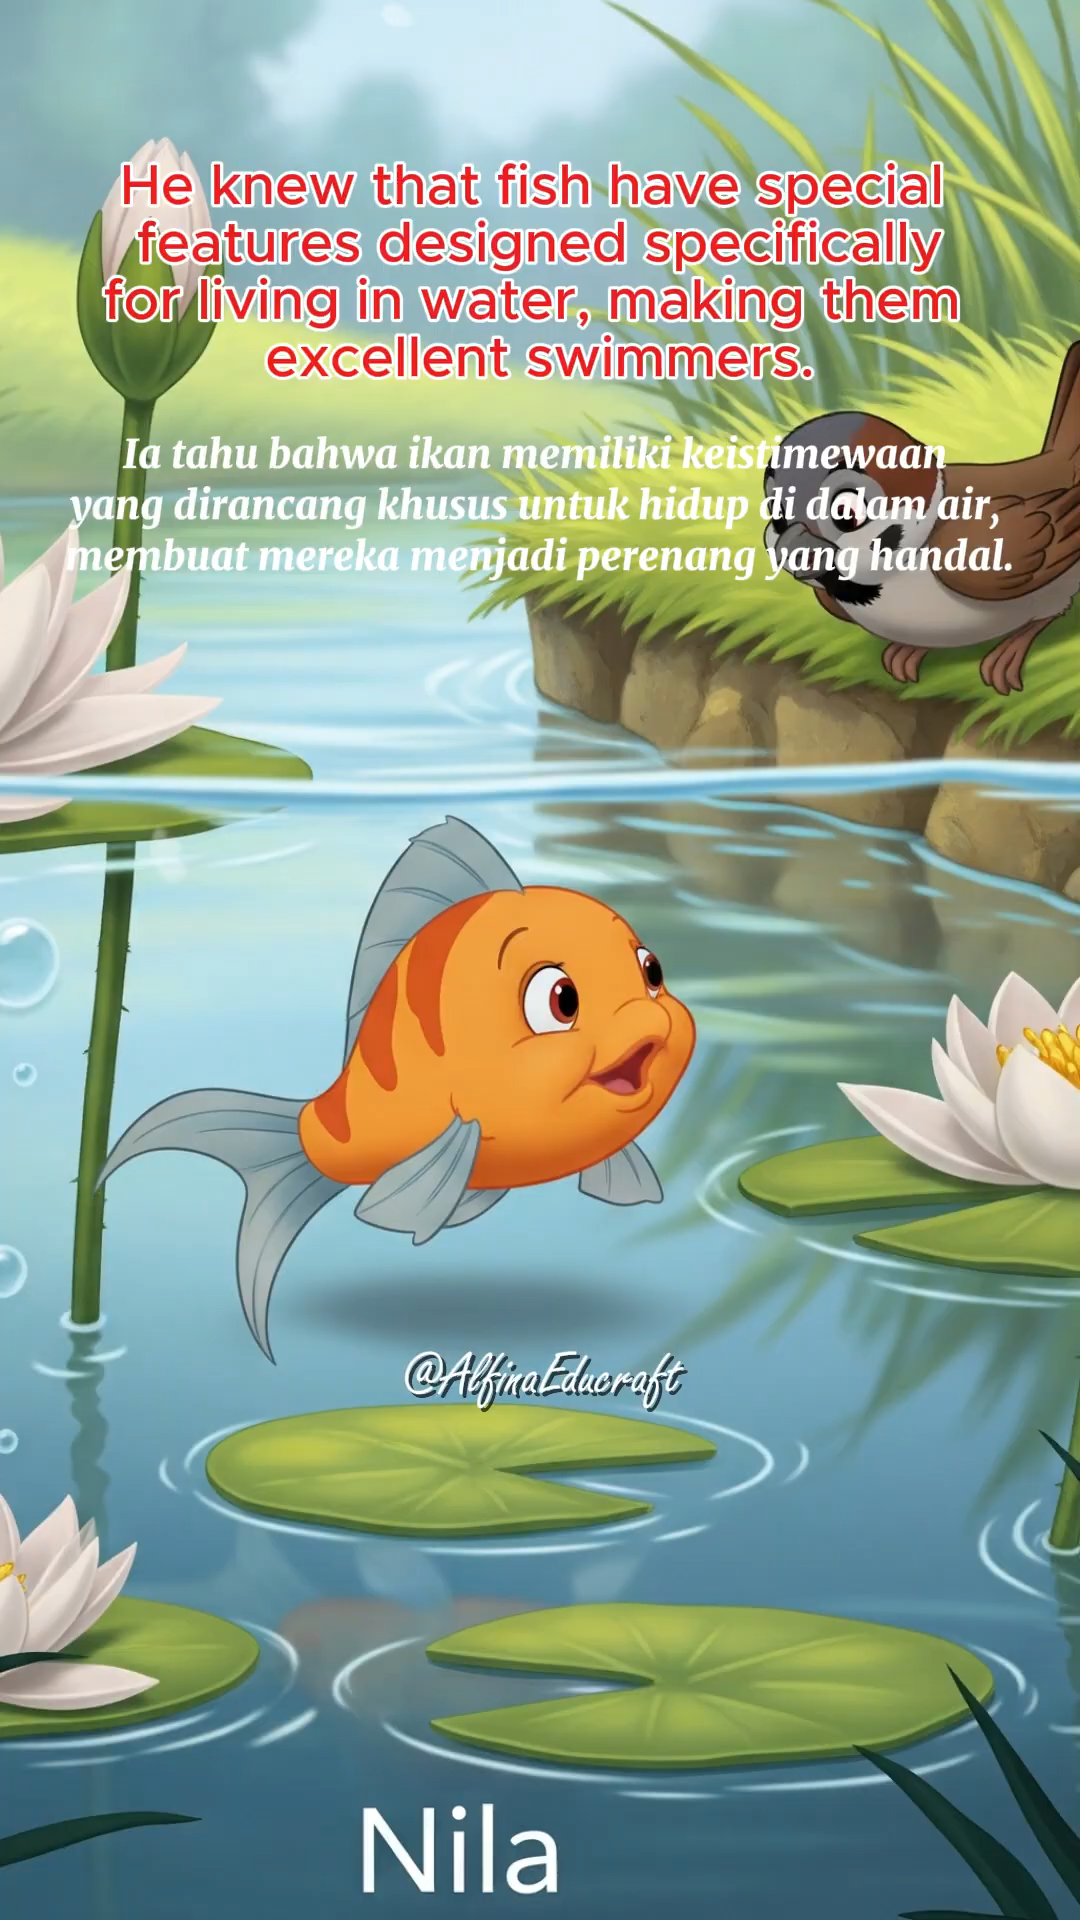 He knew that fish have special
features designed specifically
for living in water, making them
excellent swimmers.
Ia tahu bahwa ikan memiliki keistimewaan
yang dirancang khusus untuk hidup di dalam air,
membuat mereka menjadi perenang yang handal.
@AlfinaEducraft
Nila